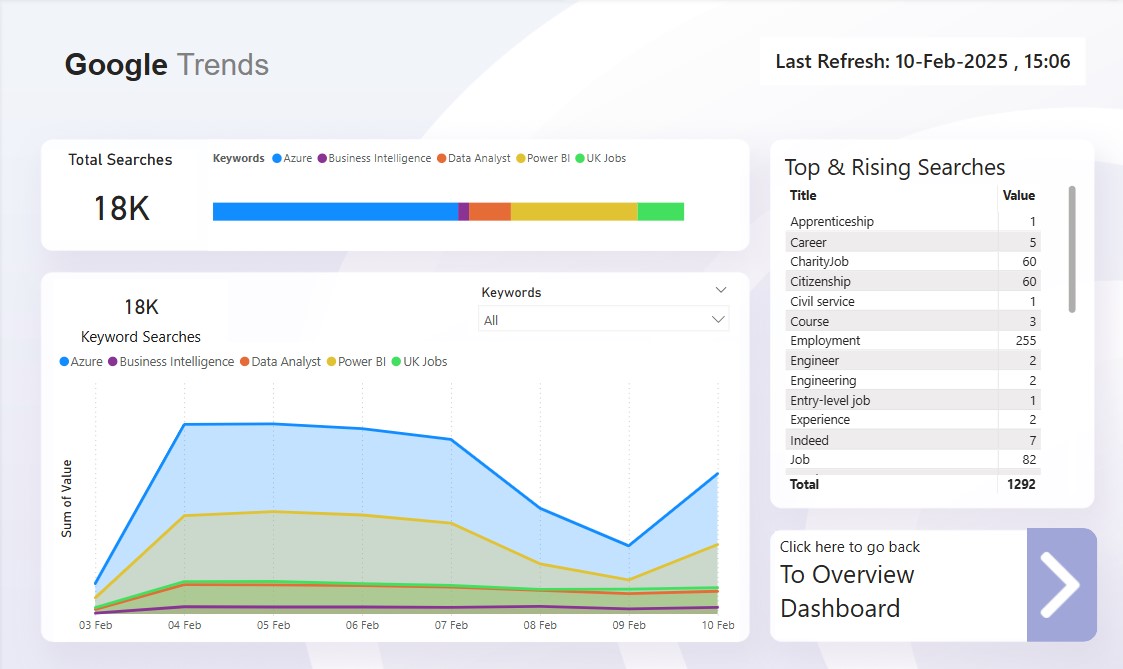 Google Trends
Last Refresh: 10-Feb-2025 , 15:06
Total Searches
18K
Keywords Azure Business Intelligence Data Analyst Power BI UK Jobs
18K
Keyword Searches
Keywords
All
Azure Business Intelligence Data Analyst Power BI UK Jobs
Sum of Value
03 Feb 04 Feb 05 Feb 06 Feb 07 Feb 08 Feb 09 Feb 10 Feb
Top & Rising Searches
Title Value
Apprenticeship 1
Career 5
CharityJob 60
Citizenship 60
Civil service 1
Course 3
Employment 255
Engineer 2
Engineering 2
Entry-level job 1
Experience 2
Indeed 7
Job 82
Total 1292
Click here to go back
To Overview
Dashboard